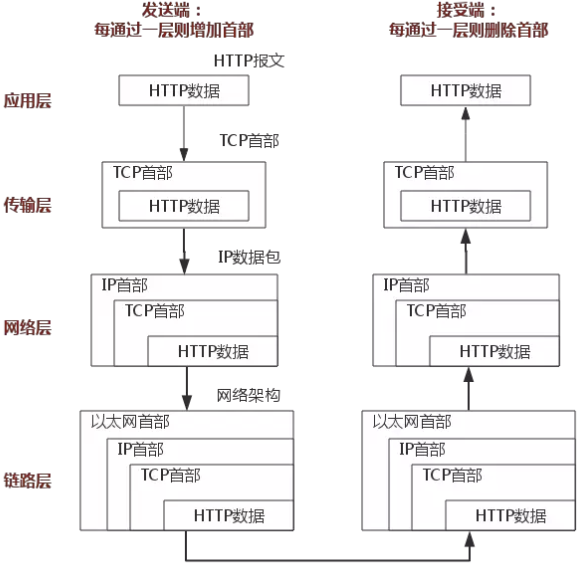 发送端：
每通过一层则增加首部
接受端：
每通过一层则删除首部
HTTP报文
应用层
HTTP数据
HTTP数据
TCP首部
TCP首部
TCP首部
传输层
HTTP数据
HTTP数据
IP数据包
IP首部
IP首部
TCP首部
TCP首部
网络层
HTTP数据
HTTP数据
网络架构
以太网首部
以太网首部
IP首部
IP首部
TCP首部
TCP首部
链路层
HTTP数据
HTTP数据